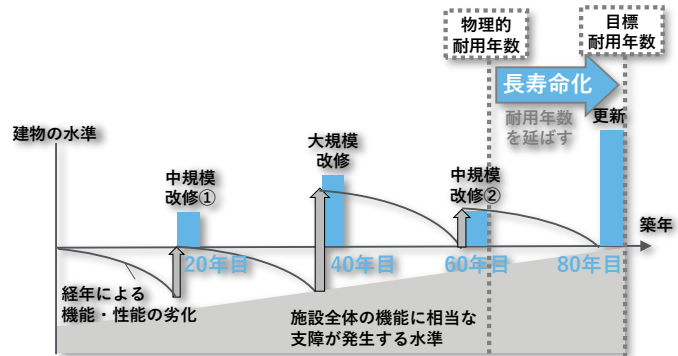 物理的
耐用年数
目標
耐用年数
長寿命化
耐用年数
を延ばす
更新
建物の水準
大規模
改修
中規模
改修①
中規模
改修②
築年
20年目
40年目
60年目
80年目
経年による
機能・性能の劣化
施設全体の機能に相当な
支障が発生する水準